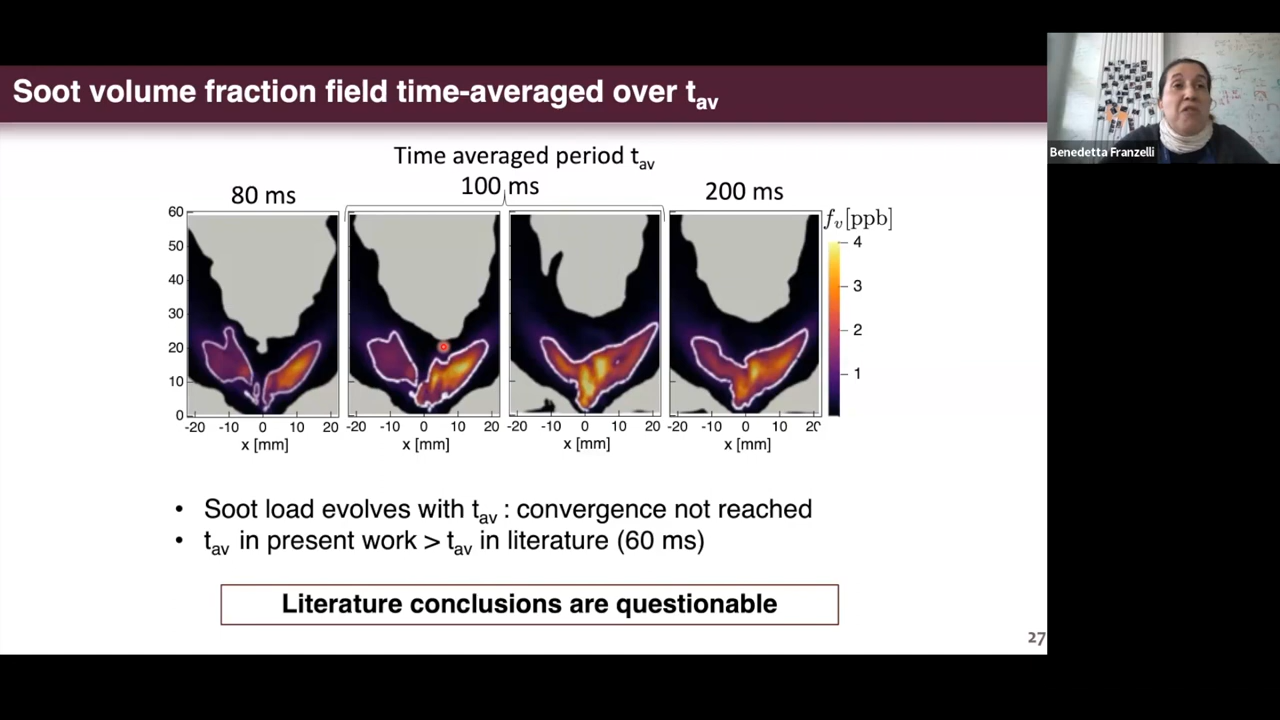 Soot volume fraction field time-averaged over tav
Benedetta Franzelli
Time averaged period tav
80 ms
100 ms
200 ms
fv[ppb]
60
50
40
30
20
10
0
4
3
2
1
-20 -10 0 10 20
-20 -10 0 10 20
-20 -10 0 10 20
-20 -10 0 10 20
x [mm]
x [mm]
x [mm]
x [mm]
• Soot load evolves with tav : convergence not reached
• tav in present work > tav in literature (60 ms)
Literature conclusions are questionable
27